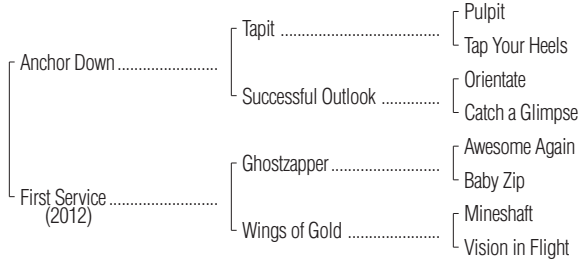 Pulpit
Tapit ................................
Tap Your Heels
Anchor Down ........................
Orientate
Successful Outlook ..............
Catch a Glimpse
Awesome Again
Ghostzapper ..........................
Baby Zip
First Service ..........................
(2012)
Mineshaft
Wings of Gold ......................
Vision in Flight